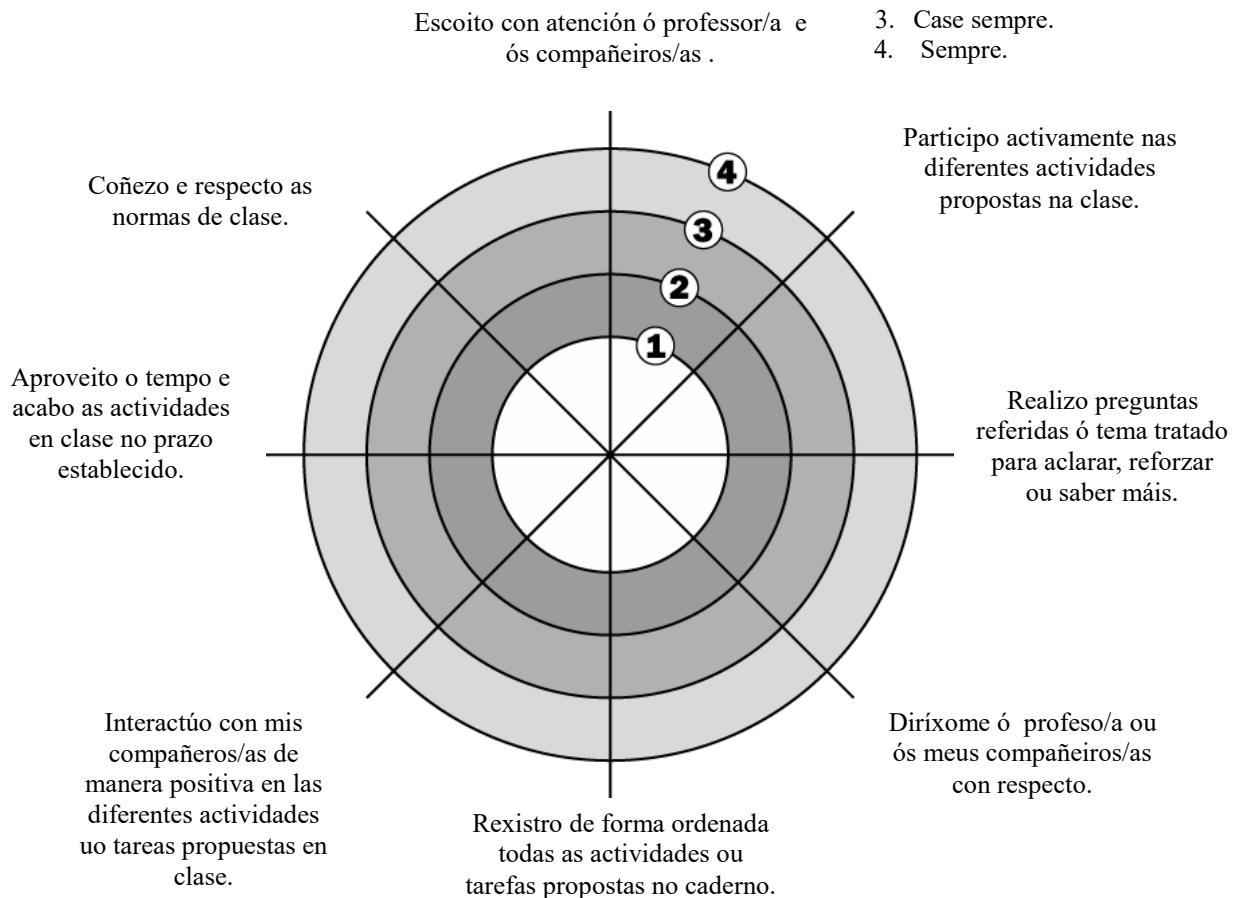 Escoito con atención ó professor/a e
ós compañeiros/as .
3. Case sempre.
4. Sempre.
Participo activamente nas
diferentes actividades
propostas na clase.
Coñezo e respecto as
normas de clase.
4
3
2
1
Aproveito o tempo e
acabo as actividades
en clase no prazo
establecido.
Realizo preguntas
referidas ó tema tratado
para aclarar, reforzar
ou saber máis.
Interactúo con mis
compañeros/as de
manera positiva en las
diferentes actividades
uo tareas propuestas en
clase.
Diríxome ó profeso/a ou
ós meus compañeiros/as
con respecto.
Rexistro de forma ordenada
todas as actividades ou
tarefas propostas no caderno.